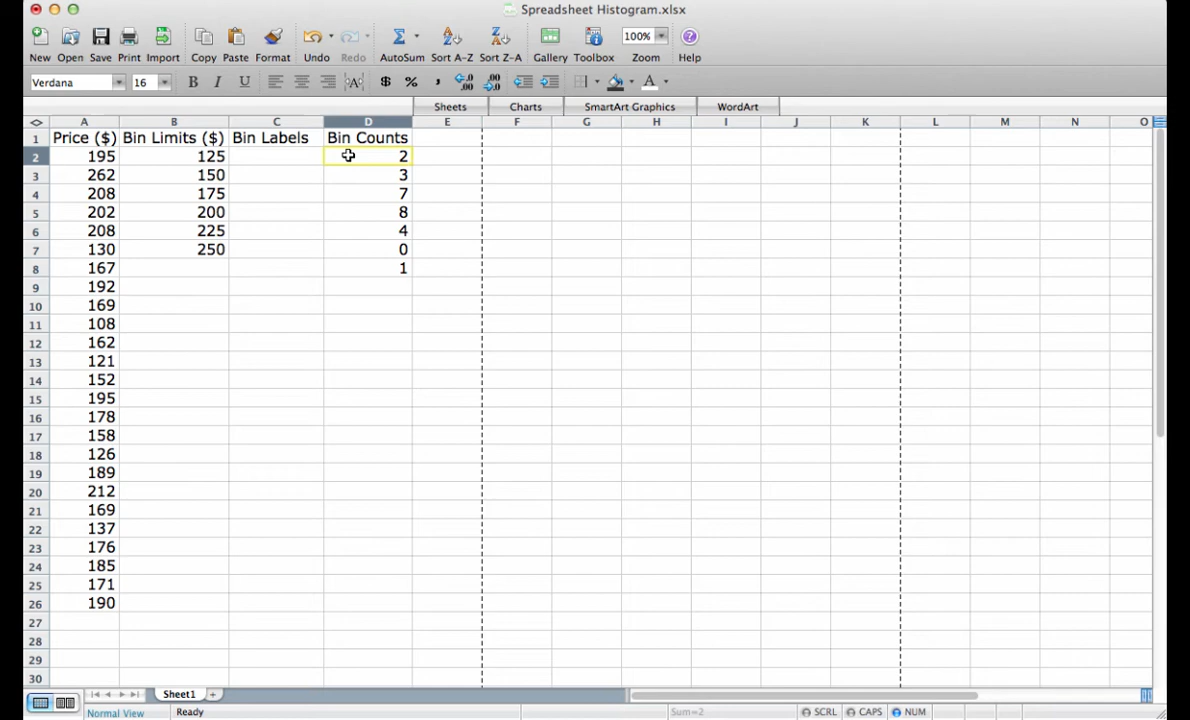 Spreadsheet Histogram.xlsx
New Open Save Print Import Copy Paste Format Undo Redo AutoSum Sort A-Z Sort Z-A Gallery Toolbox 100% Zoom Help
Verdana 16 B I U A $ % , .00 .00 A
Sheets Charts SmartArt Graphics WordArt
A B C D E F G H I J K L M N O
1 Price ($) Bin Limits ($) Bin Labels Bin Counts
2 195 125 2
3 262 150 3
4 208 175 7
5 202 200 8
6 208 225 4
7 130 250 0
8 167 1
9 192
10 169
11 108
12 162
13 121
14 152
15 195
16 178
17 158
18 126
19 189
20 212
21 169
22 137
23 176
24 185
25 171
26 190
27
28
29
30
Sheet1
Normal View Ready Sum=2 SCRL CAPS NUM